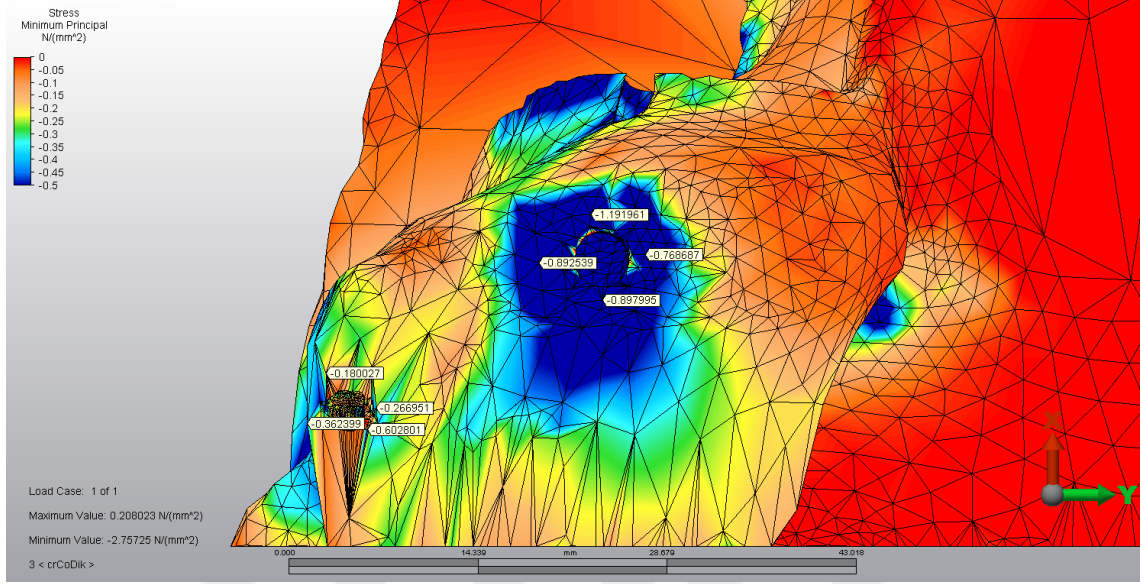 Stress
Minimum Principal
N/(mm^2)
0
-0.05
-0.1
-0.15
-0.2
-0.25
-0.3
-0.35
-0.4
-0.45
-0.5
-1.191961
-0.892539
-0.768687
-0.897995
-0.180027
-0.266951
-0.362399
-0.602801
Load Case: 1 of 1
Maximum Value: 0.208023 N/(mm^2)
Minimum Value: -2.75725 N/(mm^2)
3 < crCoDik >
0.000 14.339 mm 28.679 43.018
X
Y